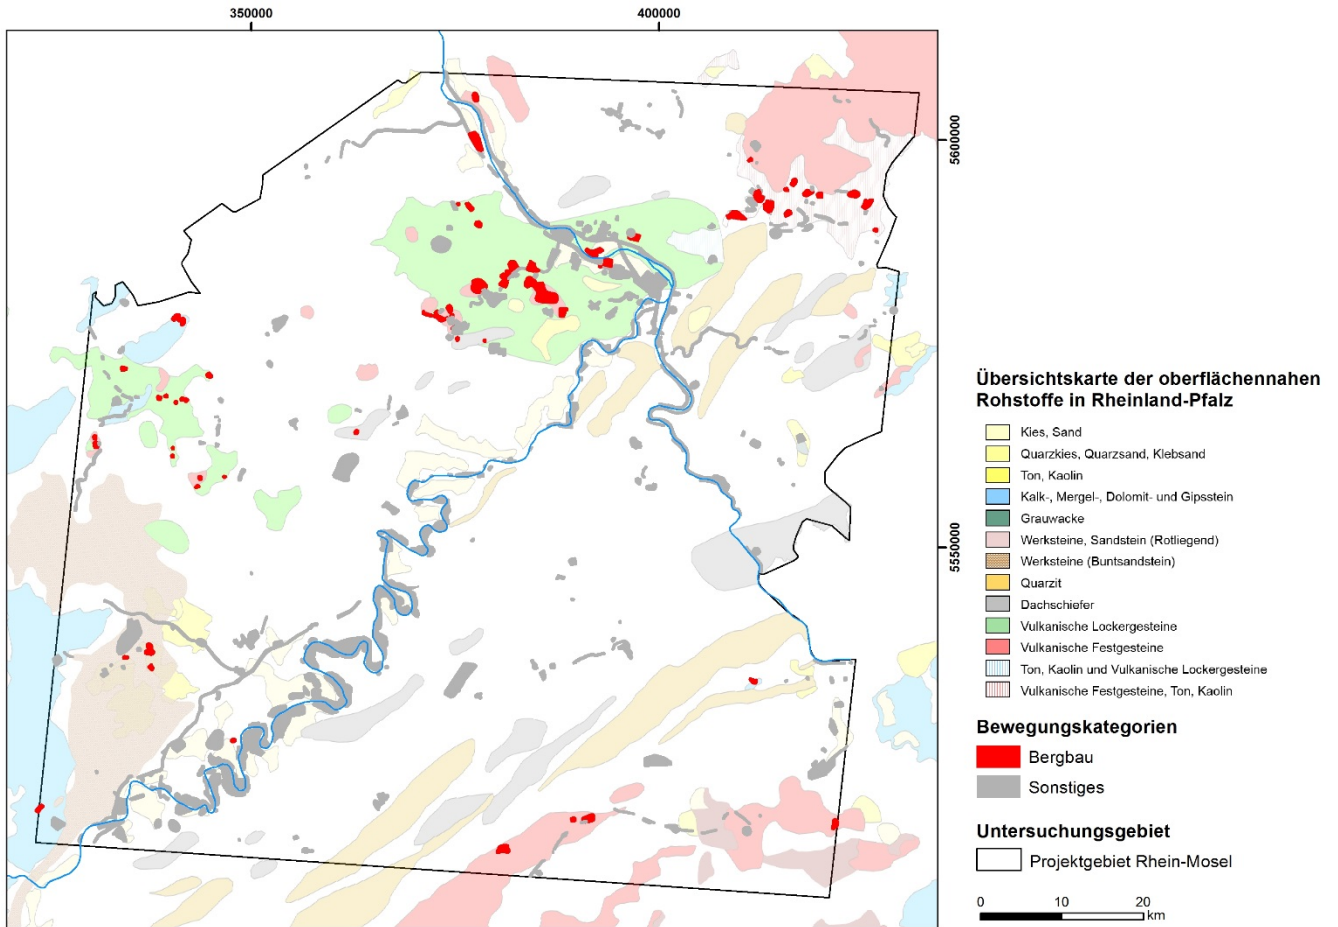 350000
400000
5600000
5550000
Übersichtskarte der oberflächennahen
Rohstoffe in Rheinland-Pfalz
Kies, Sand
Quarzkies, Quarzsand, Klebsand
Ton, Kaolin
Kalk-, Mergel-, Dolomit- und Gipsstein
Grauwacke
Werksteine, Sandstein (Rotliegend)
Werksteine (Buntsandstein)
Quarzit
Dachschiefer
Vulkanische Lockergesteine
Vulkanische Festgesteine
Ton, Kaolin und Vulkanische Lockergesteine
Vulkanische Festgesteine, Ton, Kaolin
Bewegungskategorien
Bergbau
Sonstiges
Untersuchungsgebiet
Projektgebiet Rhein-Mosel
0 10 20
km